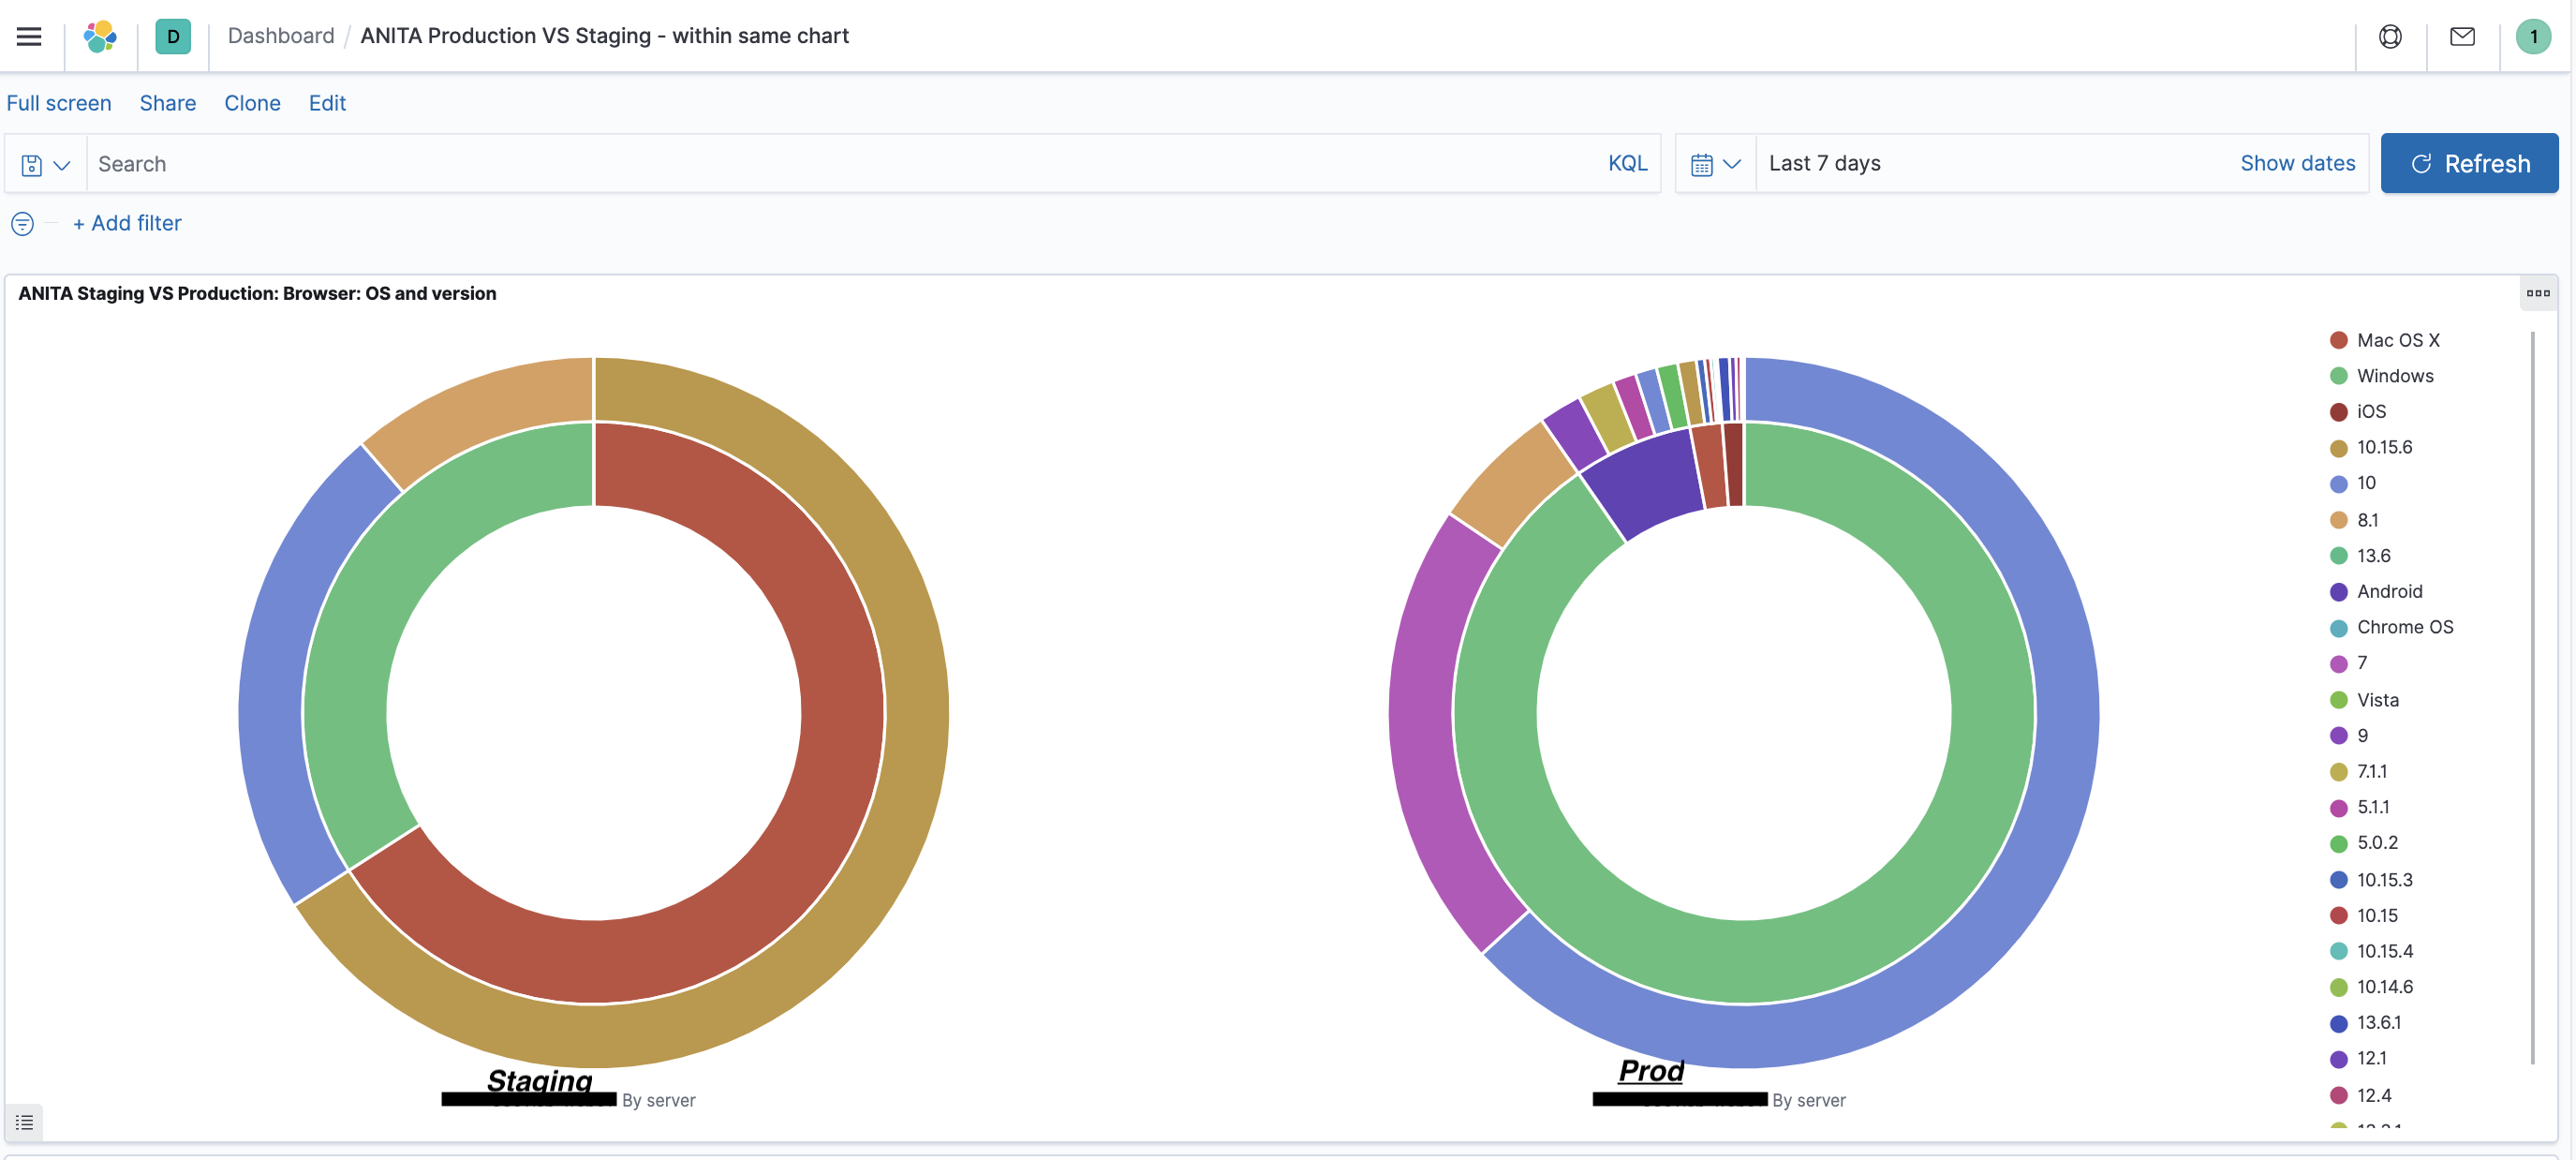 D
Dashboard / ANITA Production VS Staging - within same chart
1
Full screen Share Clone Edit
Search KQL
Last 7 days Show dates
Refresh
+ Add filter
ANITA Staging VS Production: Browser: OS and version
Mac OS X
Windows
iOS
10.15.6
10
8.1
13.6
Android
Chrome OS
7
Vista
9
7.1.1
5.1.1
5.0.2
10.15.3
10.15
10.15.4
10.14.6
13.6.1
12.1
12.4
Staging
By server
Prod
By server